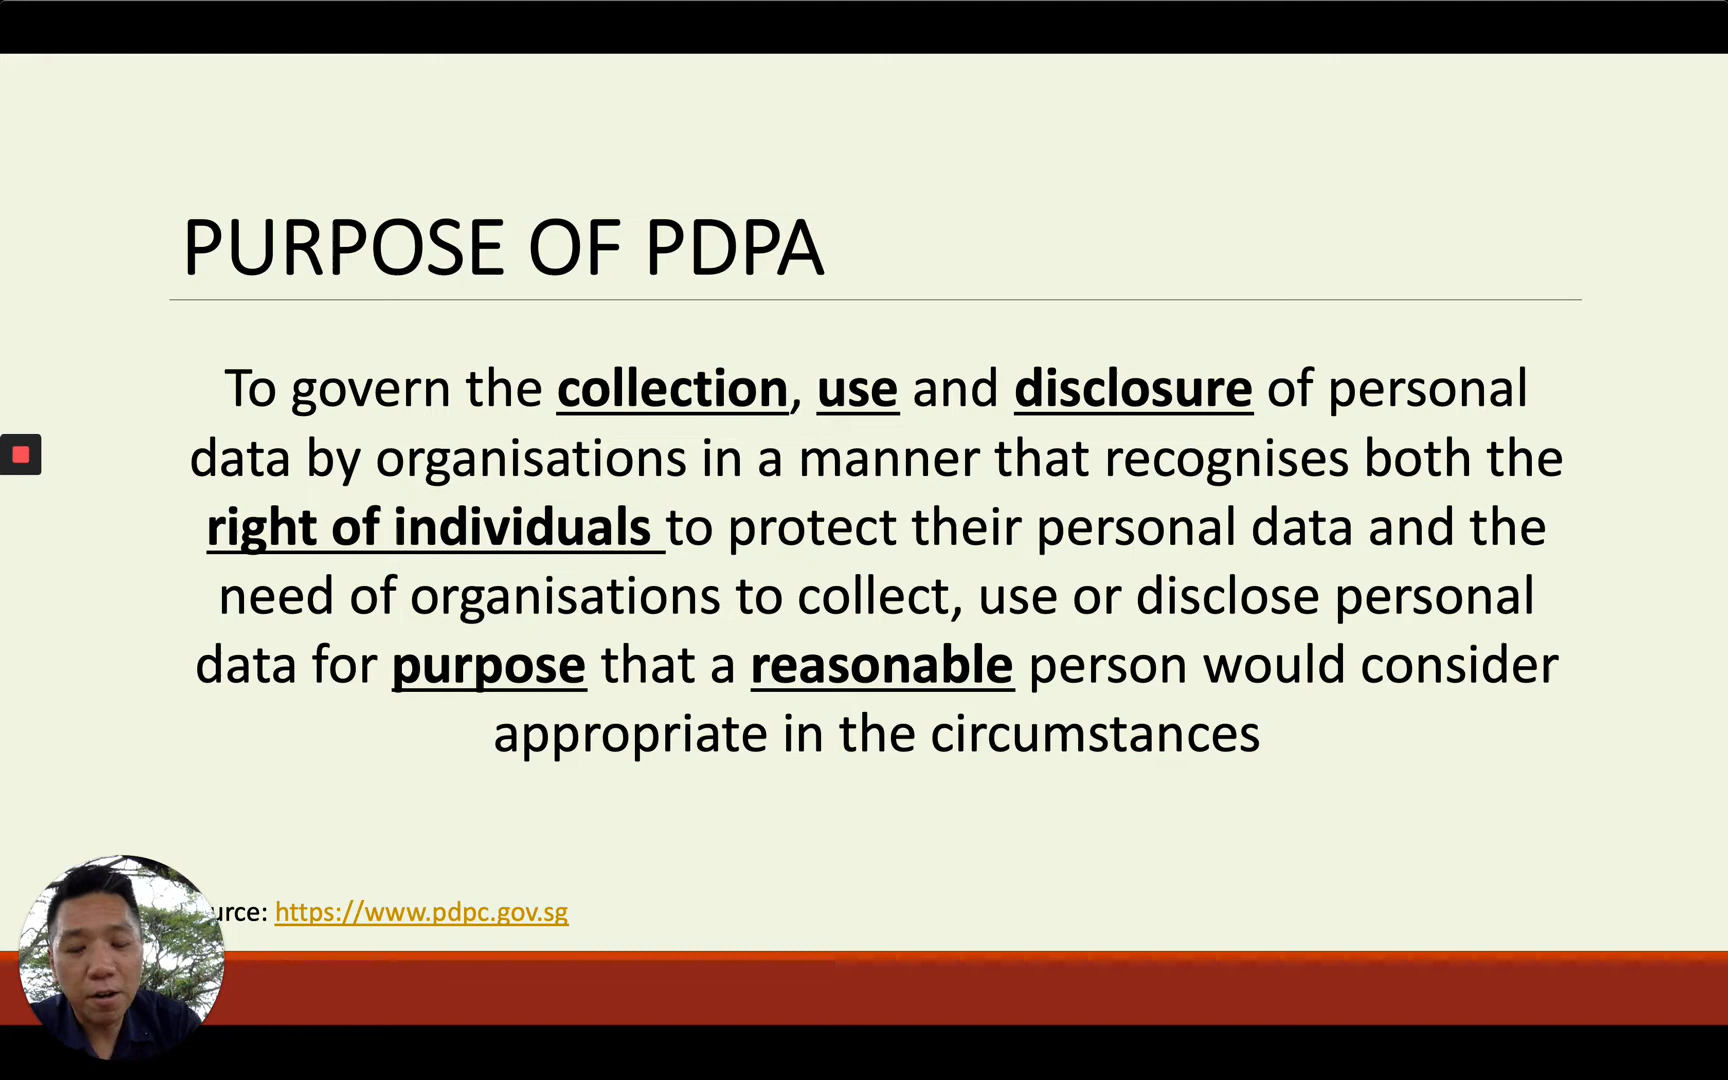 PURPOSE OF PDPA
To govern the collection, use and disclosure of personal
data by organisations in a manner that recognises both the
right of individuals to protect their personal data and the
need of organisations to collect, use or disclose personal
data for purpose that a reasonable person would consider
appropriate in the circumstances
urce: https://www.pdpc.gov.sg